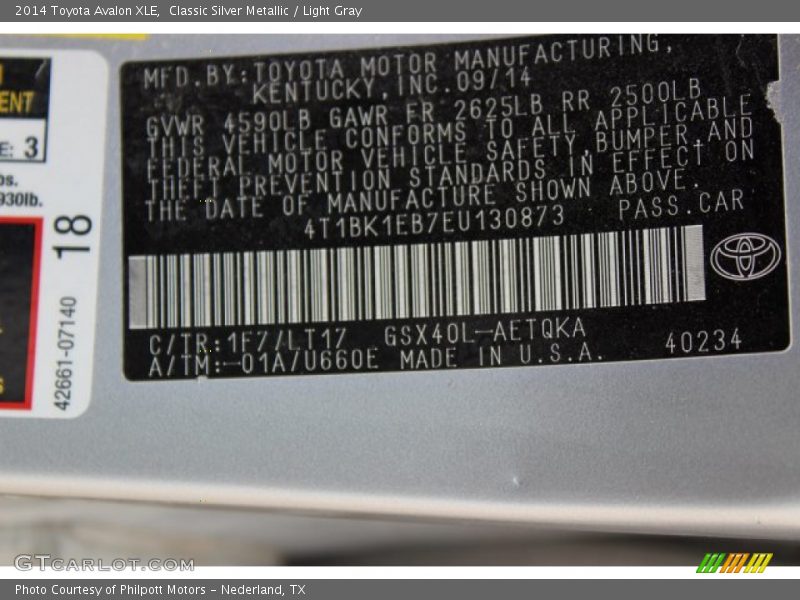 2014 Toyota Avalon XLE,  Classic Silver Metallic / Light Gray
ENT
E: 3
os.
930lb.
18
42661-07140
MFD.BY:TOYOTA MOTOR MANUFACTURING,
KENTUCKY,INC.09/14
GVWR 4590LB GAWR FR 2625LB RR 2500LB
THIS VEHICLE CONFORMS TO ALL APPLICABLE
FEDERAL MOTOR VEHICLE SAFETY,BUMPER,AND
THEFT PREVENTION STANDARDS IN EFFECT ON
THE DATE OF MANUFACTURE SHOWN ABOVE.
4T1BK1EB7EU130873 PASS.CAR
C/TR:1F7/LT17 GSX40L-AETQKA
A/TM:-01A/U660E MADE IN U.S.A. 40234
GTcarlot.com
Photo Courtesy of Philpott Motors - Nederland, TX